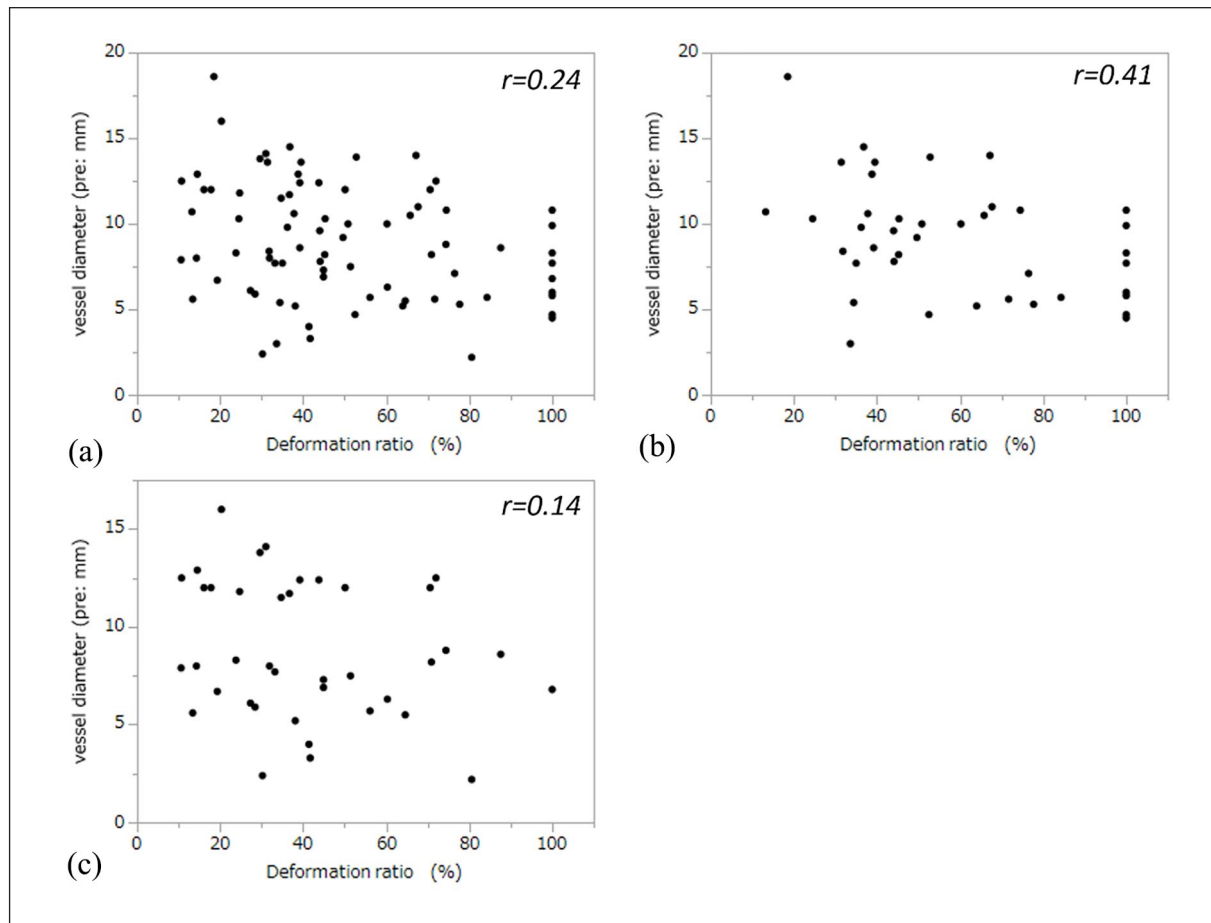 r=0.24
vessel diameter (pre: mm)
20
15
10
5
0
0 20 40 60 80 100
Deformation ratio (%)
(a)
r=0.41
vessel diameter (pre: mm)
20
15
10
5
0
0 20 40 60 80 100
Deformation ratio (%)
(b)
r=0.14
vessel diameter (pre: mm)
15
10
5
0
0 20 40 60 80 100
Deformation ratio (%)
(c)